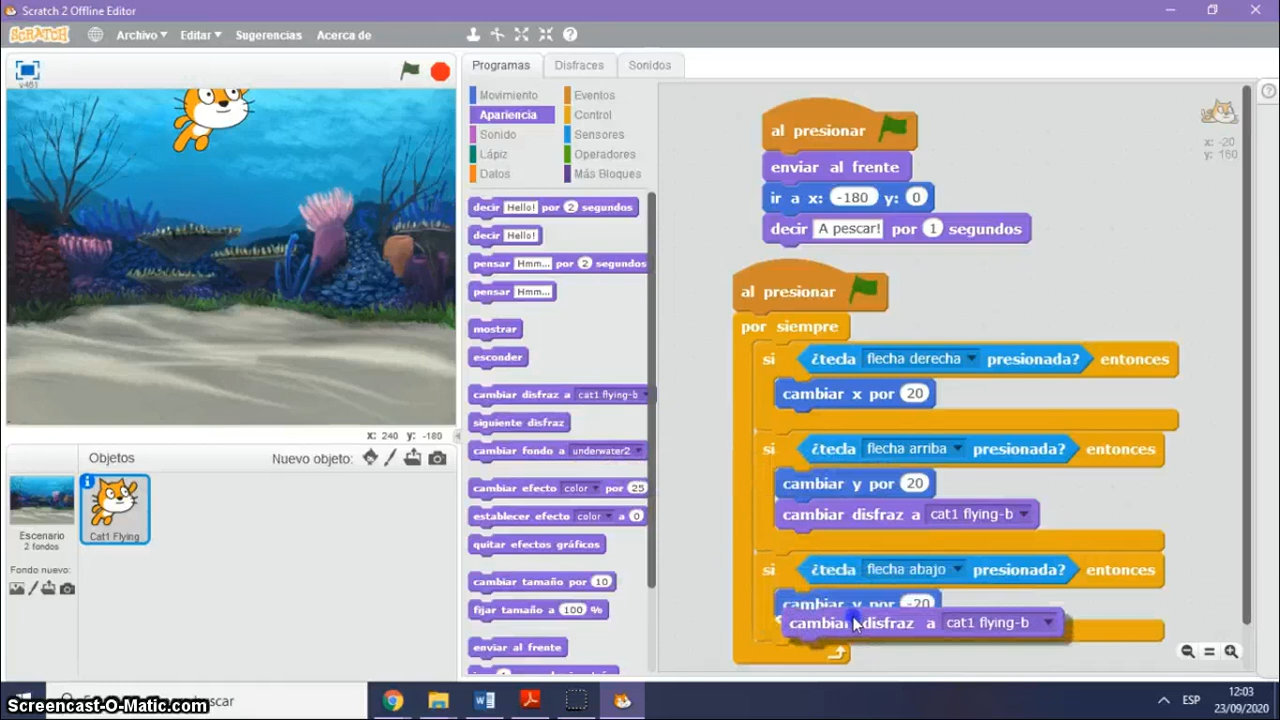 Scratch 2 Offline Editor
SCRATCH
Archivo Editar Sugerencias Acerca de
v461
Programas Disfraces Sonidos
Movimiento Eventos
Apariencia Control
Sonido Sensores
Lápiz Operadores
Datos Más Bloques
decir Hello! por 2 segundos
decir Hello!
pensar Hmm... por 2 segundos
pensar Hmm...
mostrar
esconder
cambiar disfraz a cat1 flying-b
siguiente disfraz
cambiar fondo a underwater2
cambiar efecto color por 25
establecer efecto color a 0
quitar efectos gráficos
cambiar tamaño por 10
fijar tamaño a 100 %
enviar al frente
al presionar
enviar al frente
ir a x: -180 y: 0
decir A pescar! por 1 segundos
al presionar
por siempre
si ¿tecla flecha derecha presionada? entonces
cambiar x por 20
si ¿tecla flecha arriba presionada? entonces
cambiar y por 20
cambiar disfraz a cat1 flying-b
si ¿tecla flecha abajo presionada? entonces
cambiar y por -20
cambiar disfraz a cat1 flying-b
x: -20
y: 160
x: 240 y: -180
Objetos Nuevo objeto:
Escenario
2 fondos
Cat1 Flying
Fondo nuevo:
buscar
Screencast-O-Matic.com
ESP
12:03
23/09/2020